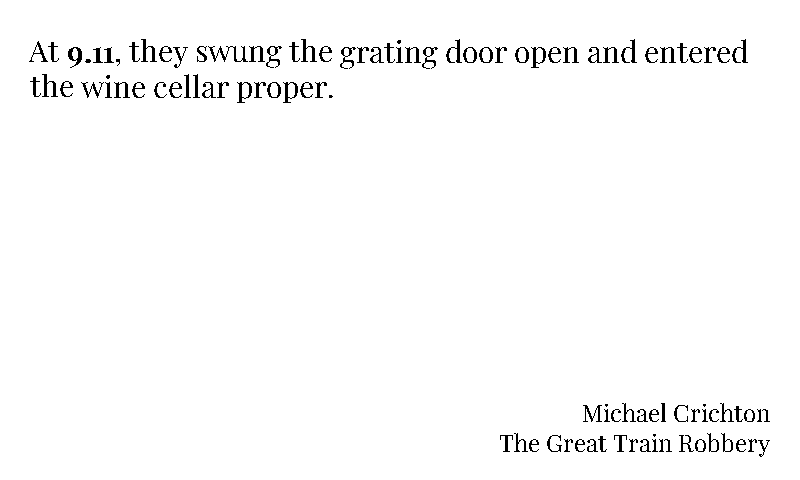 At 9.11, they swung the grating door open and entered
the wine cellar proper.
Michael Crichton
The Great Train Robbery